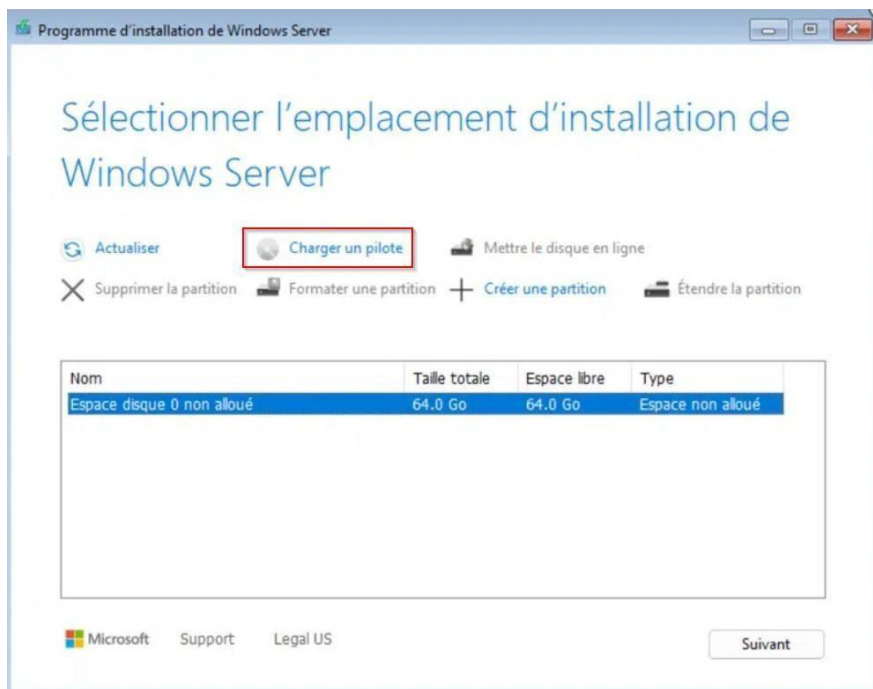 Programme d'installation de Windows Server
Sélectionner l'emplacement d'installation de
Windows Server
Actualiser Charger un pilote Mettre le disque en ligne
Supprimer la partition Formater une partition Créer une partition Étendre la partition
Nom Taille totale Espace libre Type
Espace disque 0 non alloué 64.0 Go 64.0 Go Espace non alloué
Microsoft Support Legal US Suivant